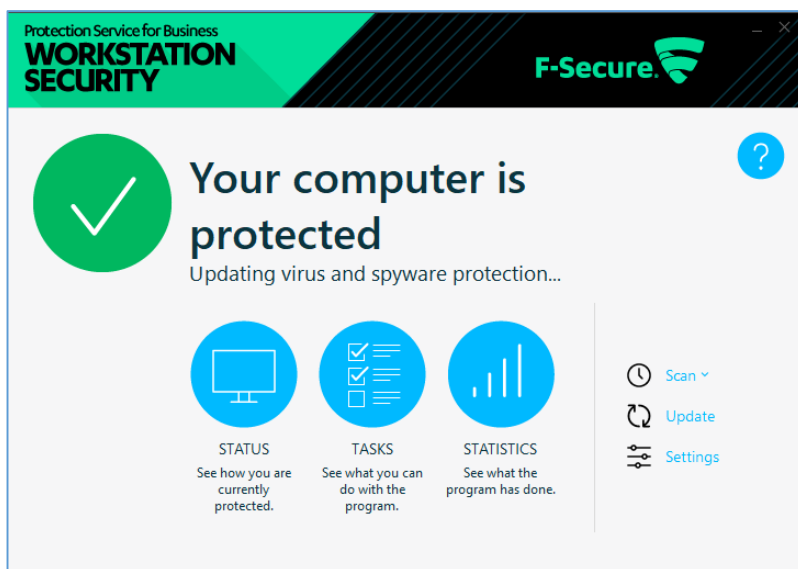 Protection Service for Business
WORKSTATION
SECURITY
F-Secure.
Your computer is
protected
Updating virus and spyware protection...
?
STATUS
See how you are
currently
protected.
TASKS
See what you can
do with the
program.
STATISTICS
See what the
program has done.
Scan
Update
Settings